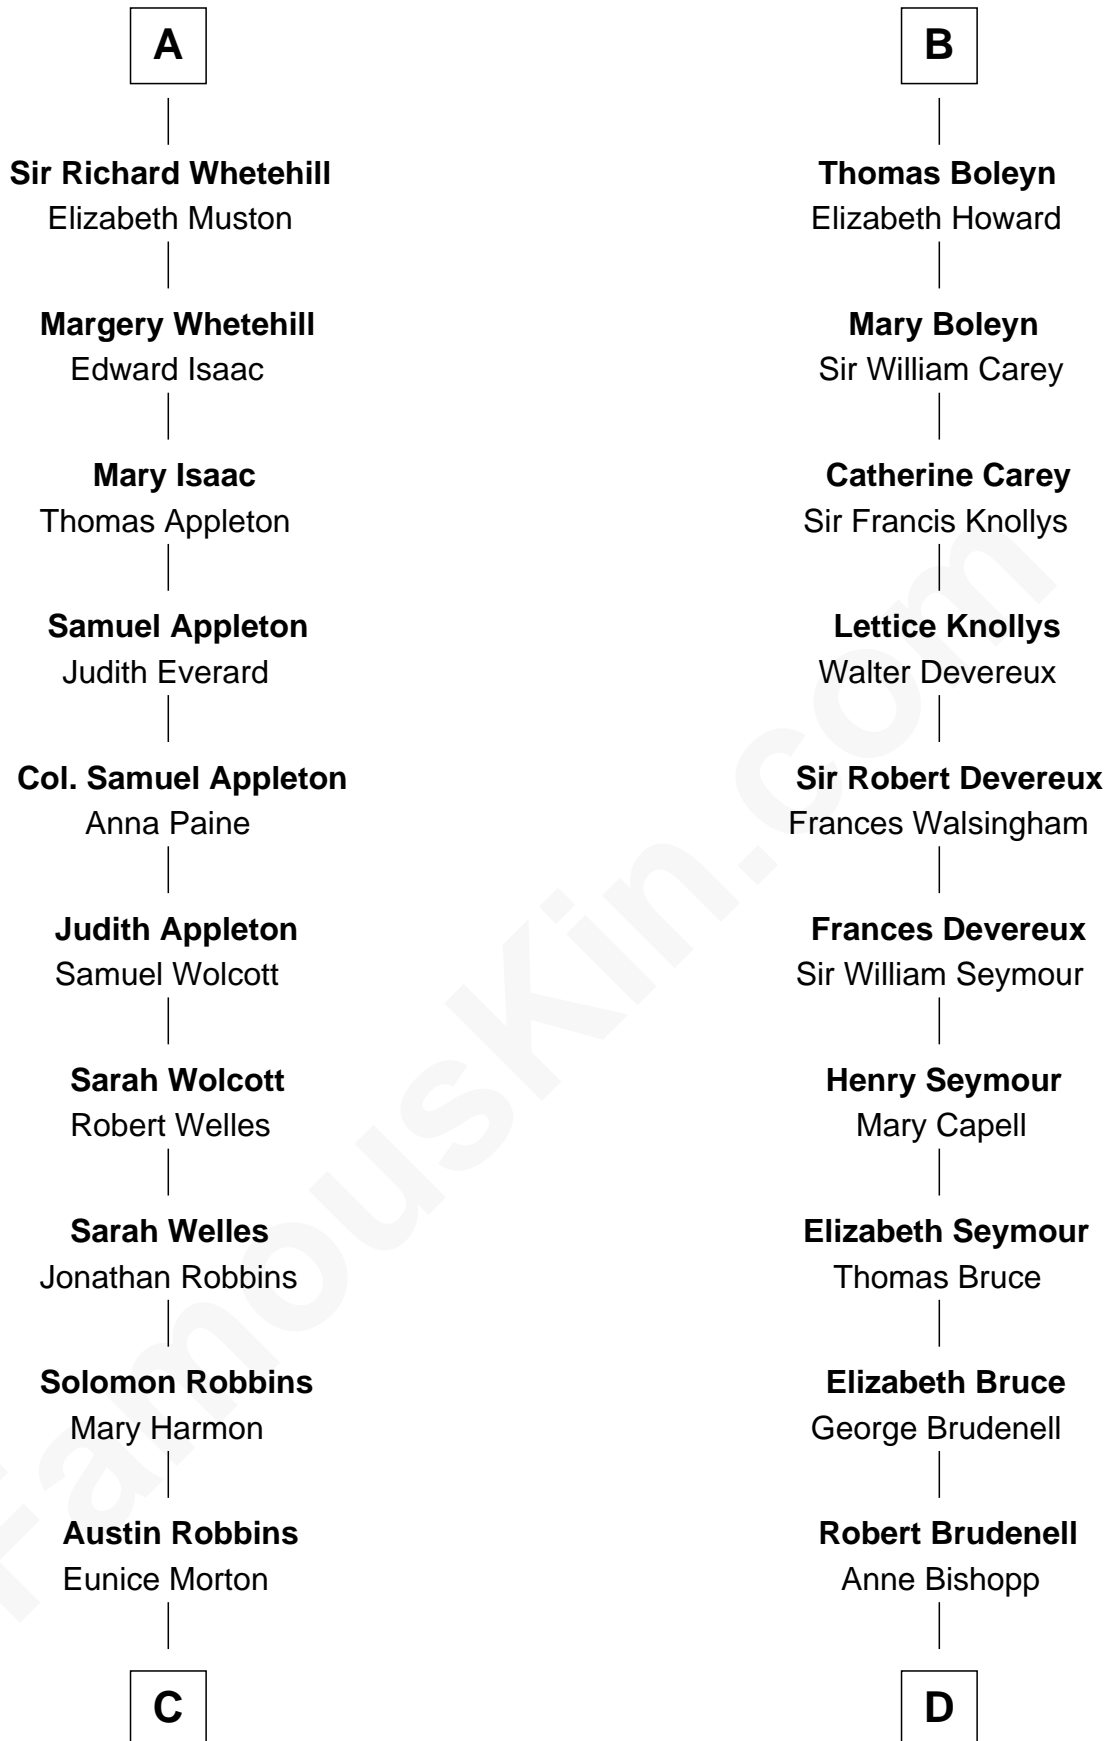 A
Sir Richard Whetehill
Elizabeth Muston
Margery Whetehill
Edward Isaac
Mary Isaac
Thomas Appleton
Samuel Appleton
Judith Everard
Col. Samuel Appleton
Anna Paine
Judith Appleton
Samuel Wolcott
Sarah Wolcott
Robert Welles
Sarah Welles
Jonathan Robbins
Solomon Robbins
Mary Harmon
Austin Robbins
Eunice Morton
C
B
Thomas Boleyn
Elizabeth Howard
Mary Boleyn
Sir William Carey
Catherine Carey
Sir Francis Knollys
Lettice Knollys
Walter Devereux
Sir Robert Devereux
Frances Walsingham
Frances Devereux
Sir William Seymour
Henry Seymour
Mary Capell
Elizabeth Seymour
Thomas Bruce
Elizabeth Bruce
George Brudenell
Robert Brudenell
Anne Bishopp
D
FamousKin.com